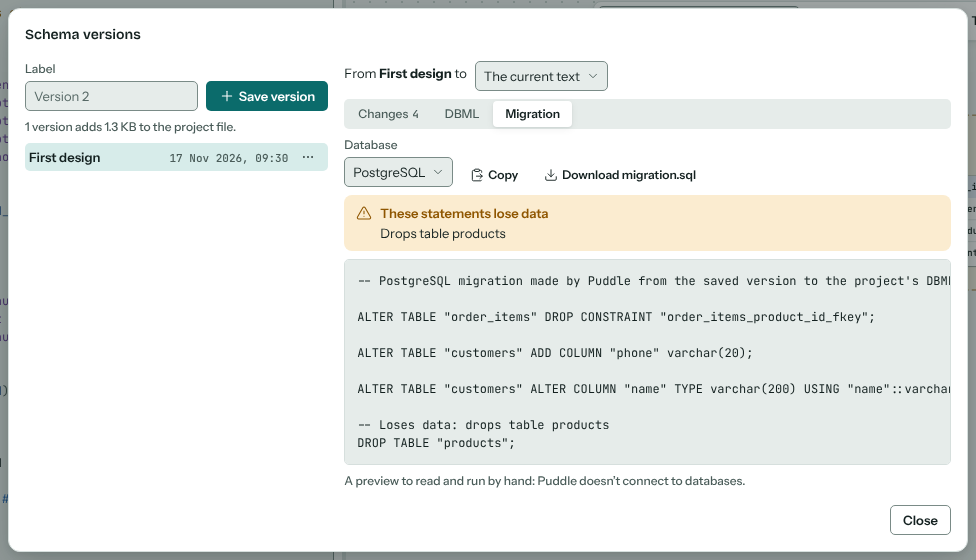 Schema versions
Label
Version 2
+ Save version
1 version adds 1.3 KB to the project file.
First design 17 Nov 2026, 09:30 ···
From First design to The current text
Changes 4 DBML Migration
Database
PostgreSQL Copy Download migration.sql
These statements lose data
Drops table products
-- PostgreSQL migration made by Puddle from the saved version to the project's DBM
ALTER TABLE "order_items" DROP CONSTRAINT "order_items_product_id_fkey";
ALTER TABLE "customers" ADD COLUMN "phone" varchar(20);
ALTER TABLE "customers" ALTER COLUMN "name" TYPE varchar(200) USING "name"::varcha
-- Loses data: drops table products
DROP TABLE "products";
A preview to read and run by hand: Puddle doesn't connect to databases.
Close